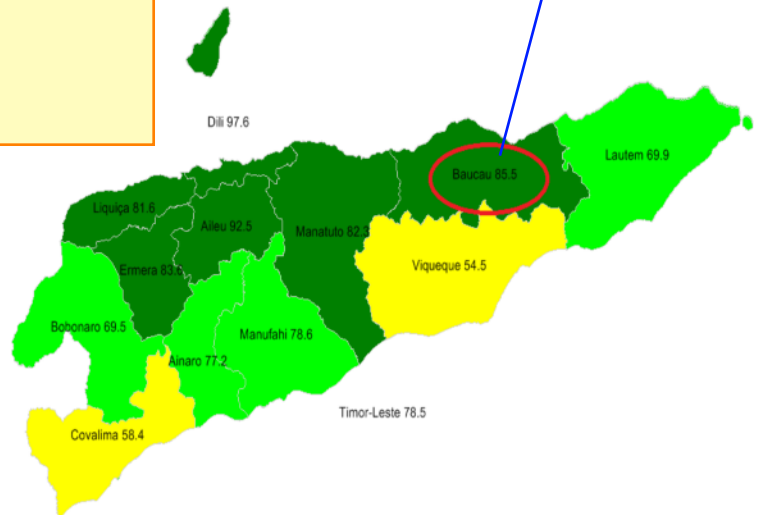 Dili 97.6
Lautem 69.9
Baucau 85.5
Liquiça 81.6
Aileu 92.5
Manatuto 82.3
Ermera 83.6
Viqueque 54.5
Bobonaro 69.5
Manufahi 78.6
Ainaro 77.2
Timor-Leste 78.5
Covalima 58.4